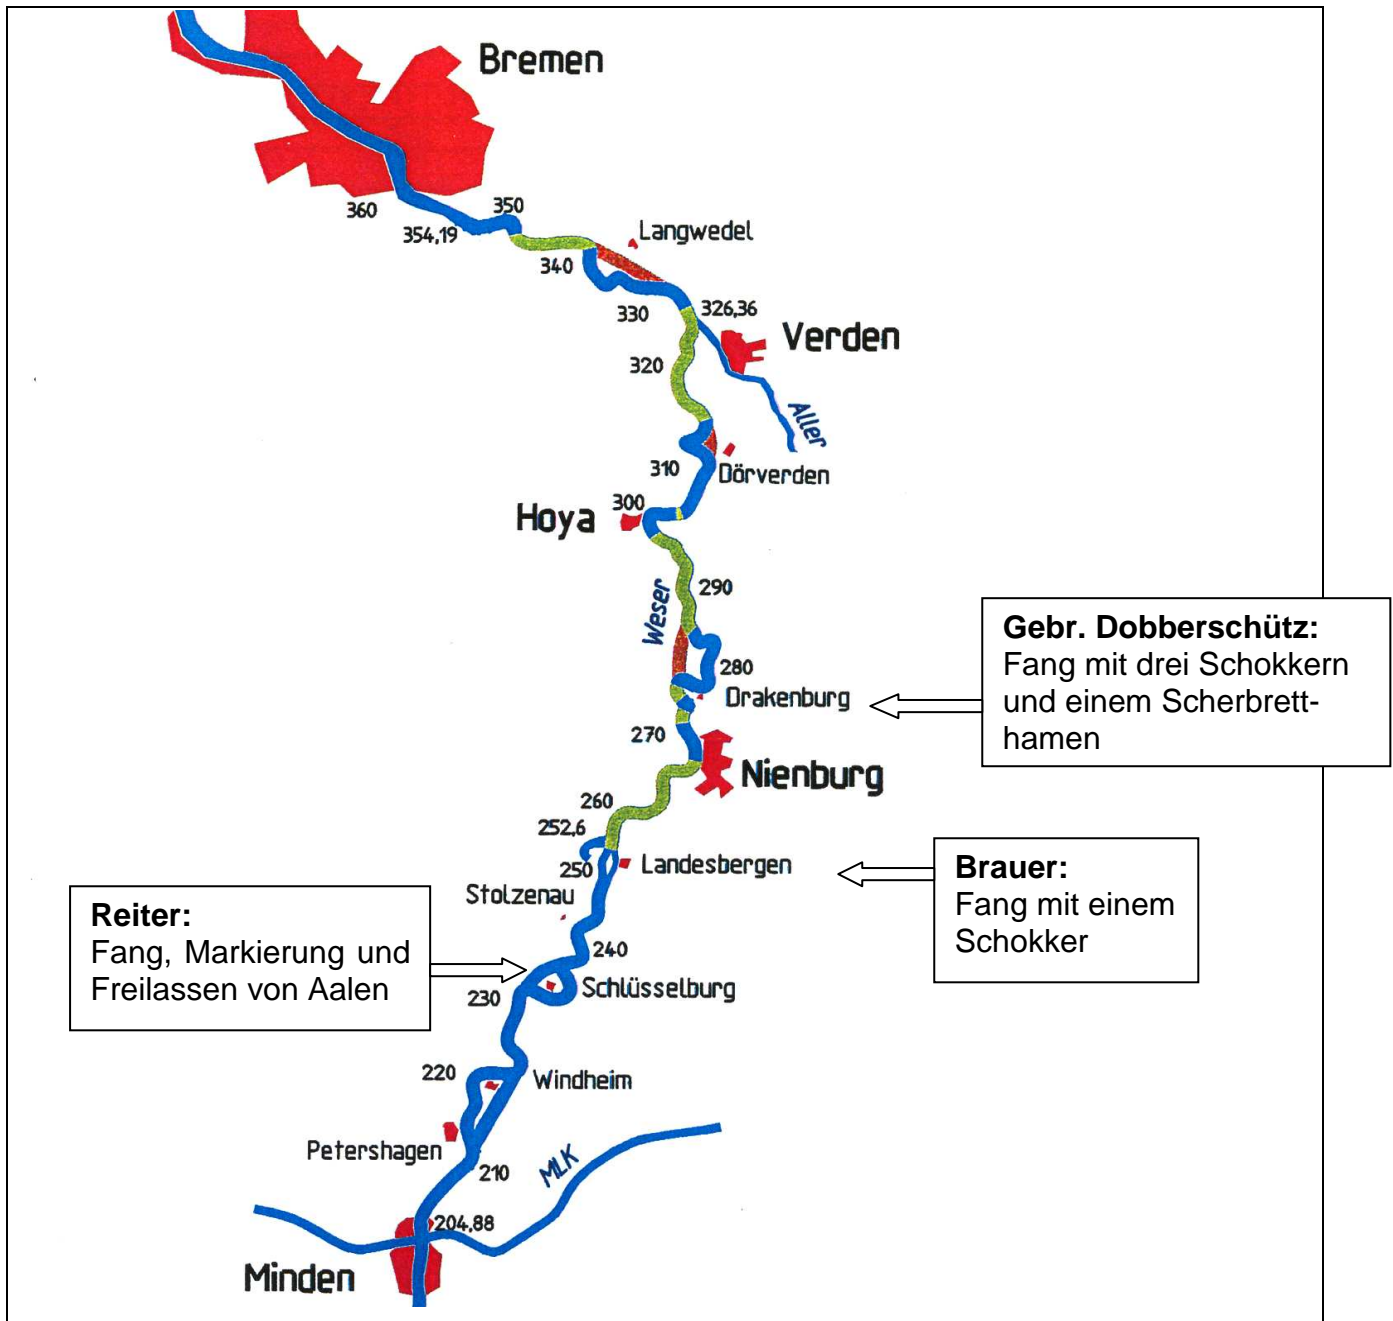 Bremen
360
354,19
350
Langwedel
340
330
326,36
Verden
320
Aller
310
Dörverden
300
Hoya
290
Weser
280
Drakenburg
270
Nienburg
260
252,6
250
Landesbergen
Stolzenau
240
Schlüsselburg
230
220
Windheim
Petershagen
210
MLK
204,88
Minden
Gebr. Dobberschütz:
Fang mit drei Schokkern
und einem Scherbrett-
hamen
Brauer:
Fang mit einem
Schokker
Reiter:
Fang, Markierung und
Freilassen von Aalen